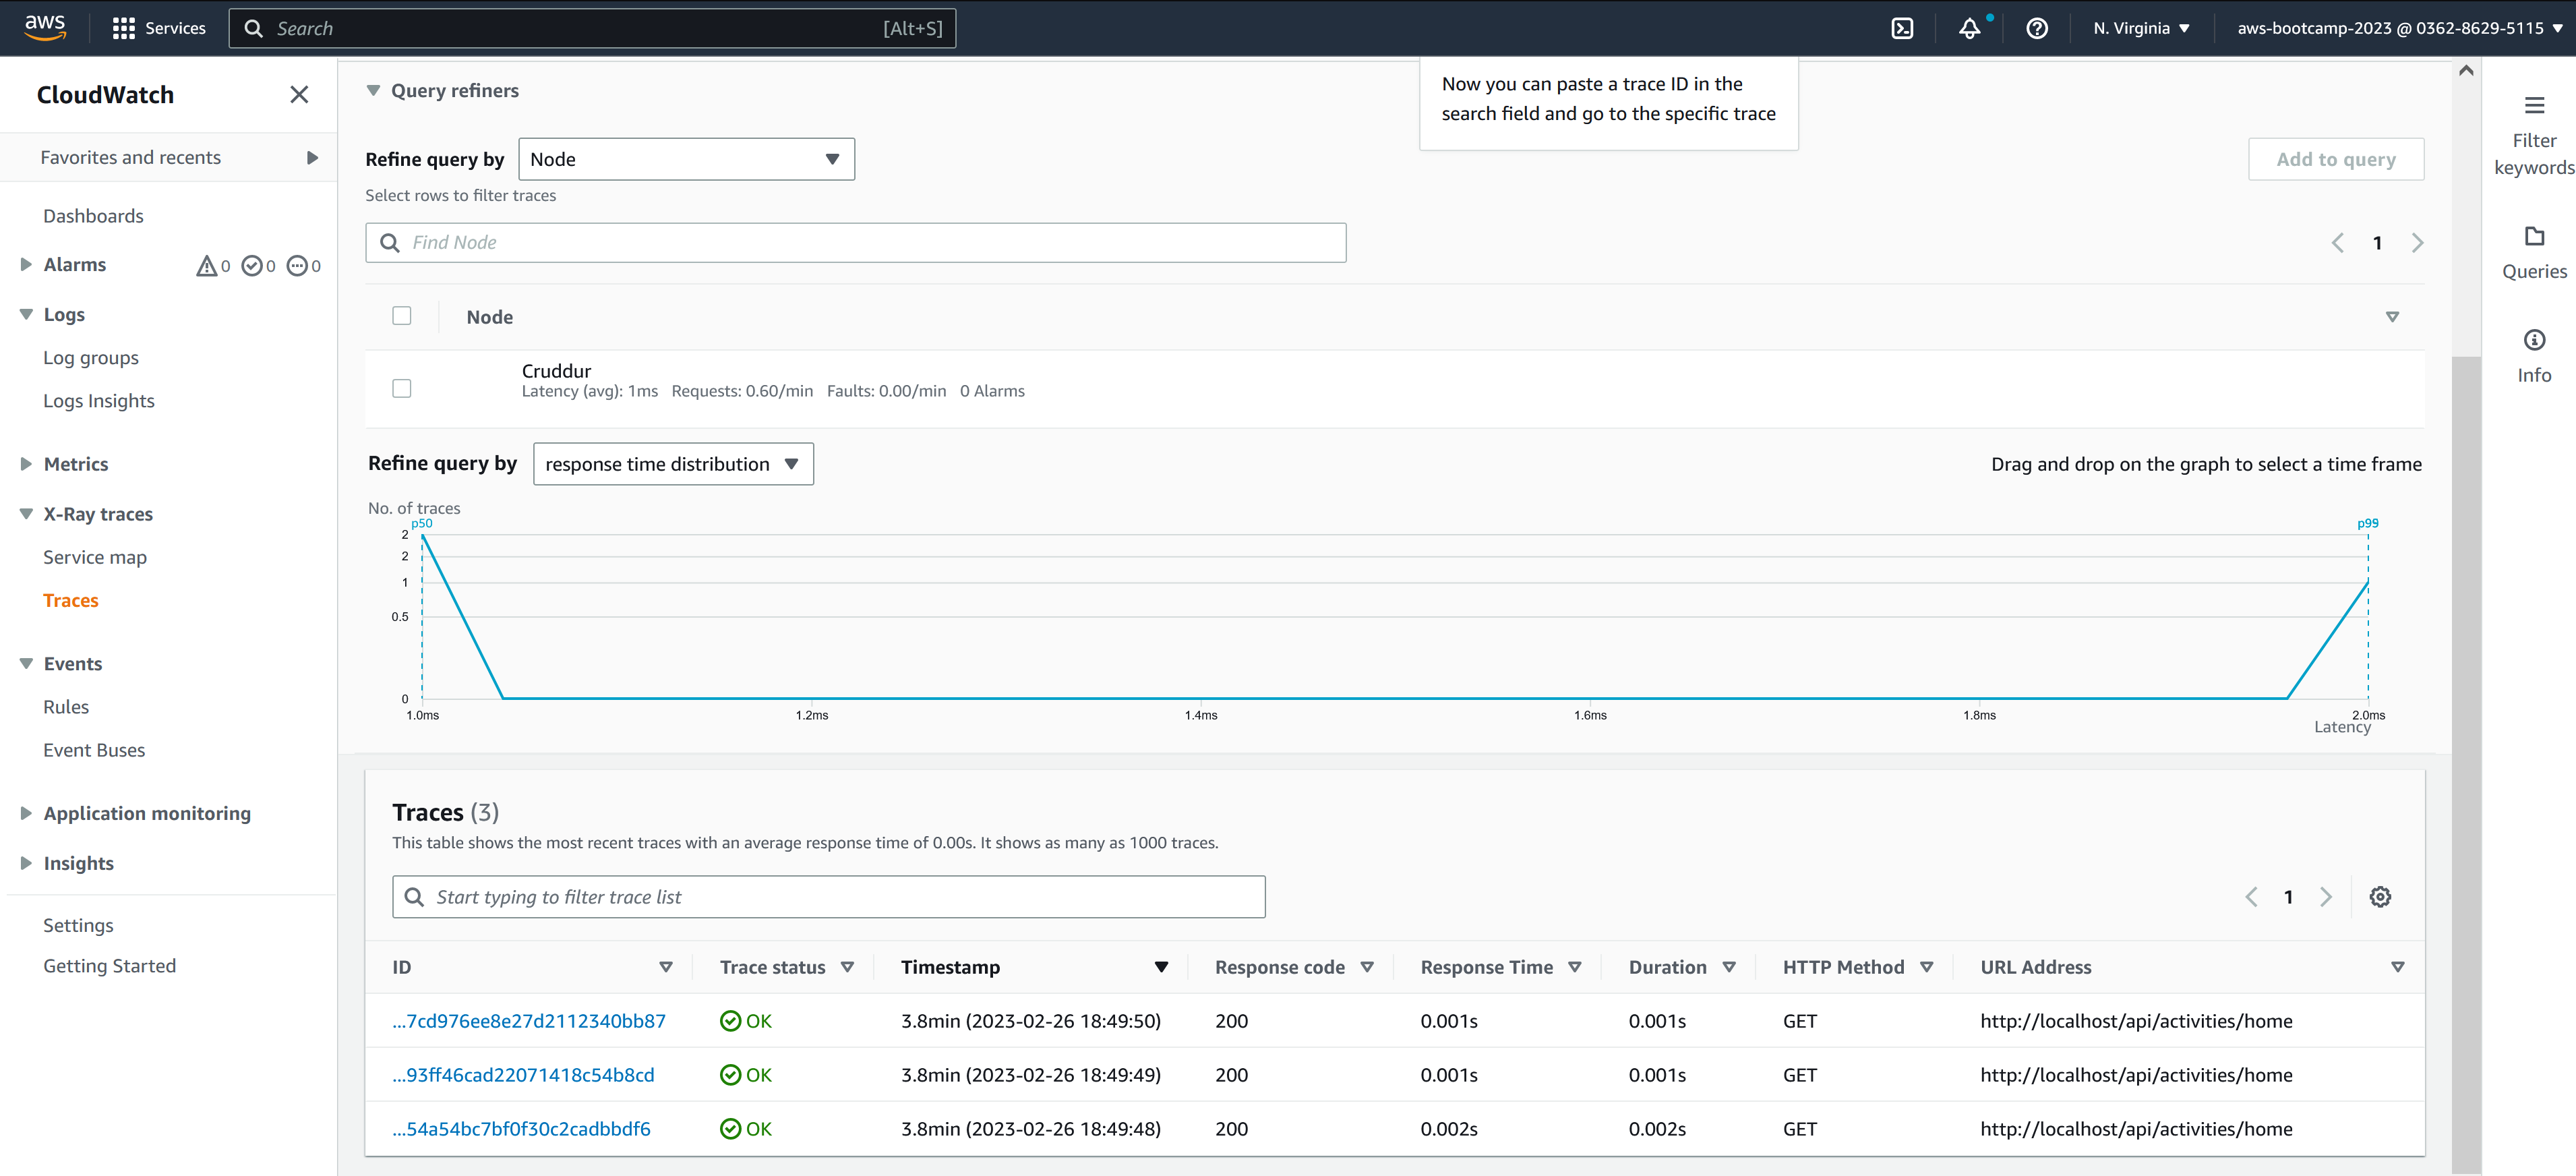 aws
Services
Search [Alt+S]
N. Virginia
aws-bootcamp-2023 @ 0362-8629-5115
CloudWatch
Favorites and recents
Dashboards
Alarms 0 0 0
Logs
Log groups
Logs Insights
Metrics
X-Ray traces
Service map
Traces
Events
Rules
Event Buses
Application monitoring
Insights
Settings
Getting Started
Query refiners
Now you can paste a trace ID in the
search field and go to the specific trace
Refine query by Node
Add to query
Select rows to filter traces
Find Node
1
Node
Cruddur
Latency (avg): 1ms Requests: 0.60/min Faults: 0.00/min 0 Alarms
Refine query by response time distribution
Drag and drop on the graph to select a time frame
No. of traces
p50 p99
2
2
1
0.5
0
1.0ms 1.2ms 1.4ms 1.6ms 1.8ms 2.0ms
Latency
Traces (3)
This table shows the most recent traces with an average response time of 0.00s. It shows as many as 1000 traces.
Start typing to filter trace list
1
ID Trace status Timestamp Response code Response Time Duration HTTP Method URL Address
...7cd976ee8e27d2112340bb87 OK 3.8min (2023-02-26 18:49:50) 200 0.001s 0.001s GET http://localhost/api/activities/home
...93ff46cad22071418c54b8cd OK 3.8min (2023-02-26 18:49:49) 200 0.001s 0.001s GET http://localhost/api/activities/home
...54a54bc7bf0f30c2cadbbdf6 OK 3.8min (2023-02-26 18:49:48) 200 0.002s 0.002s GET http://localhost/api/activities/home
Filter
keywords
Queries
Info